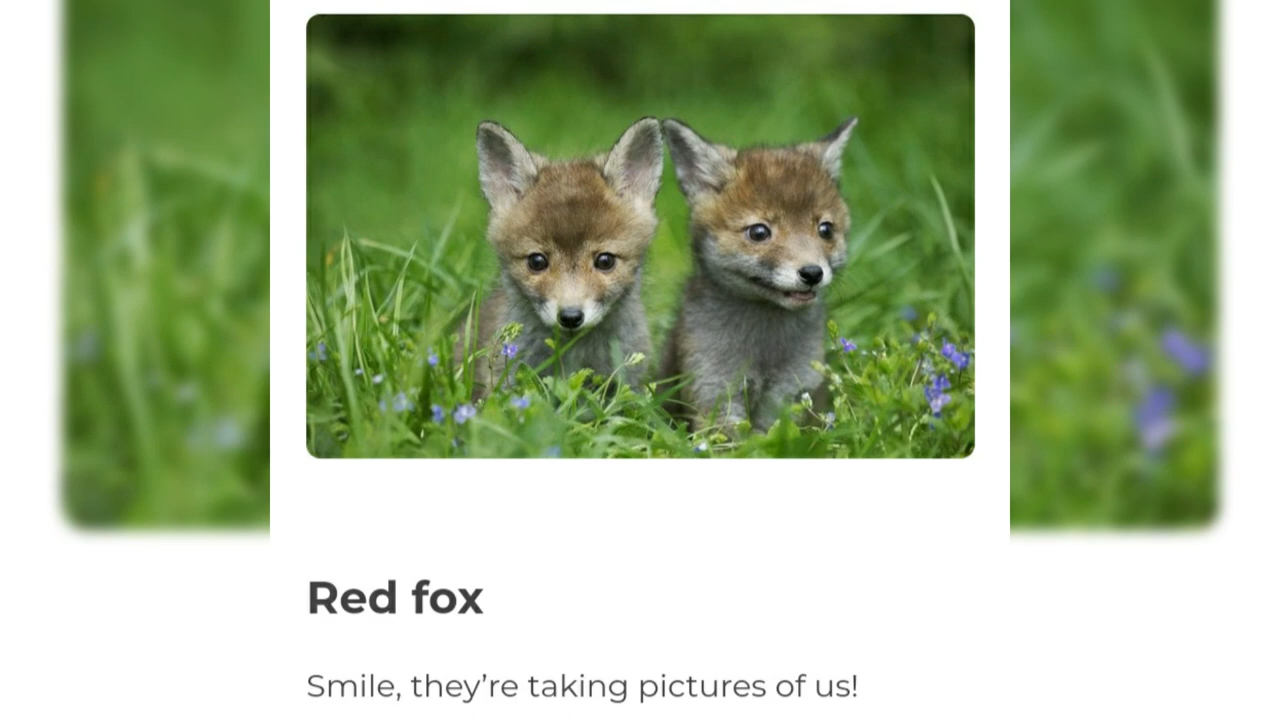 Red fox
Smile, they’re taking pictures of us!